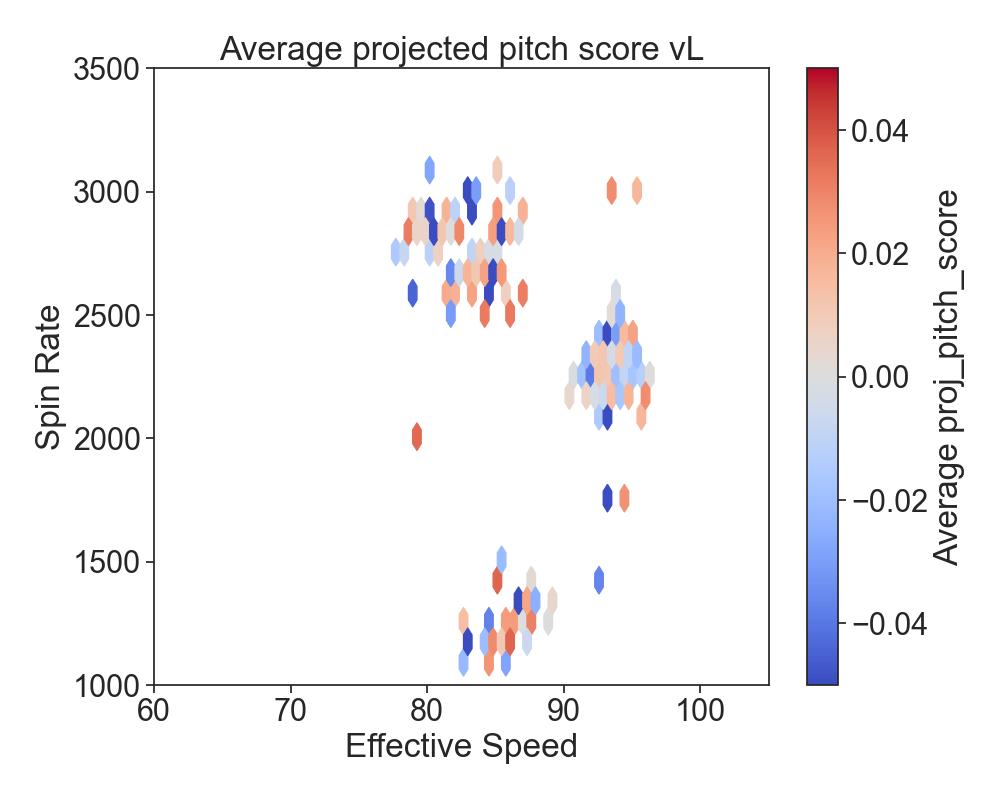 Average projected pitch score vL
3500
3000
2500
2000
1500
1000
Spin Rate
60 70 80 90 100
Effective Speed
0.04
0.02
0.00
−0.02
−0.04
Average proj_pitch_score